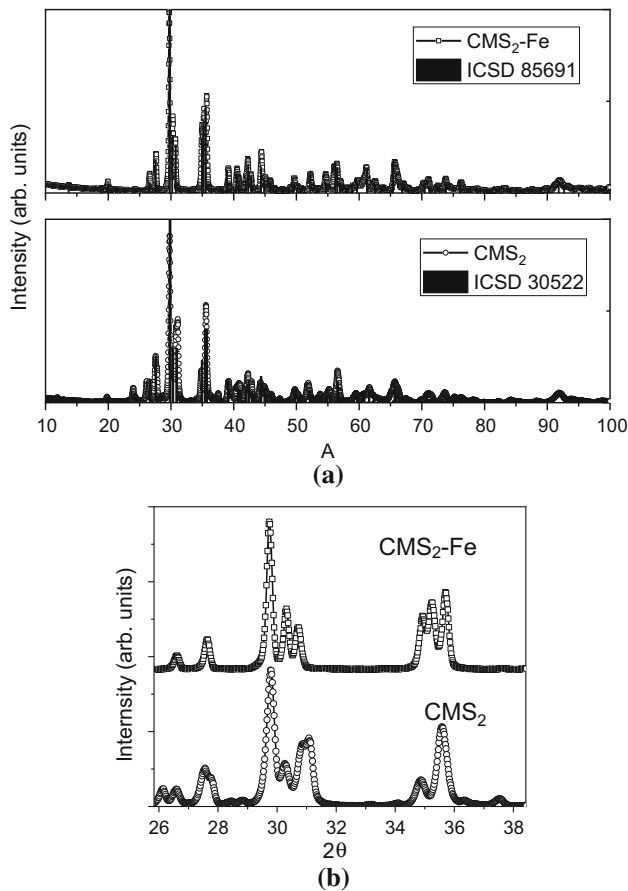 Intensity (arb. units)
CMS₂-Fe
ICSD 85691
CMS₂
ICSD 30522
10 20 30 40 50 60 70 80 90 100
A
(a)
Internsity (arb. units)
CMS₂-Fe
CMS₂
26 28 30 32 34 36 38
2θ
(b)